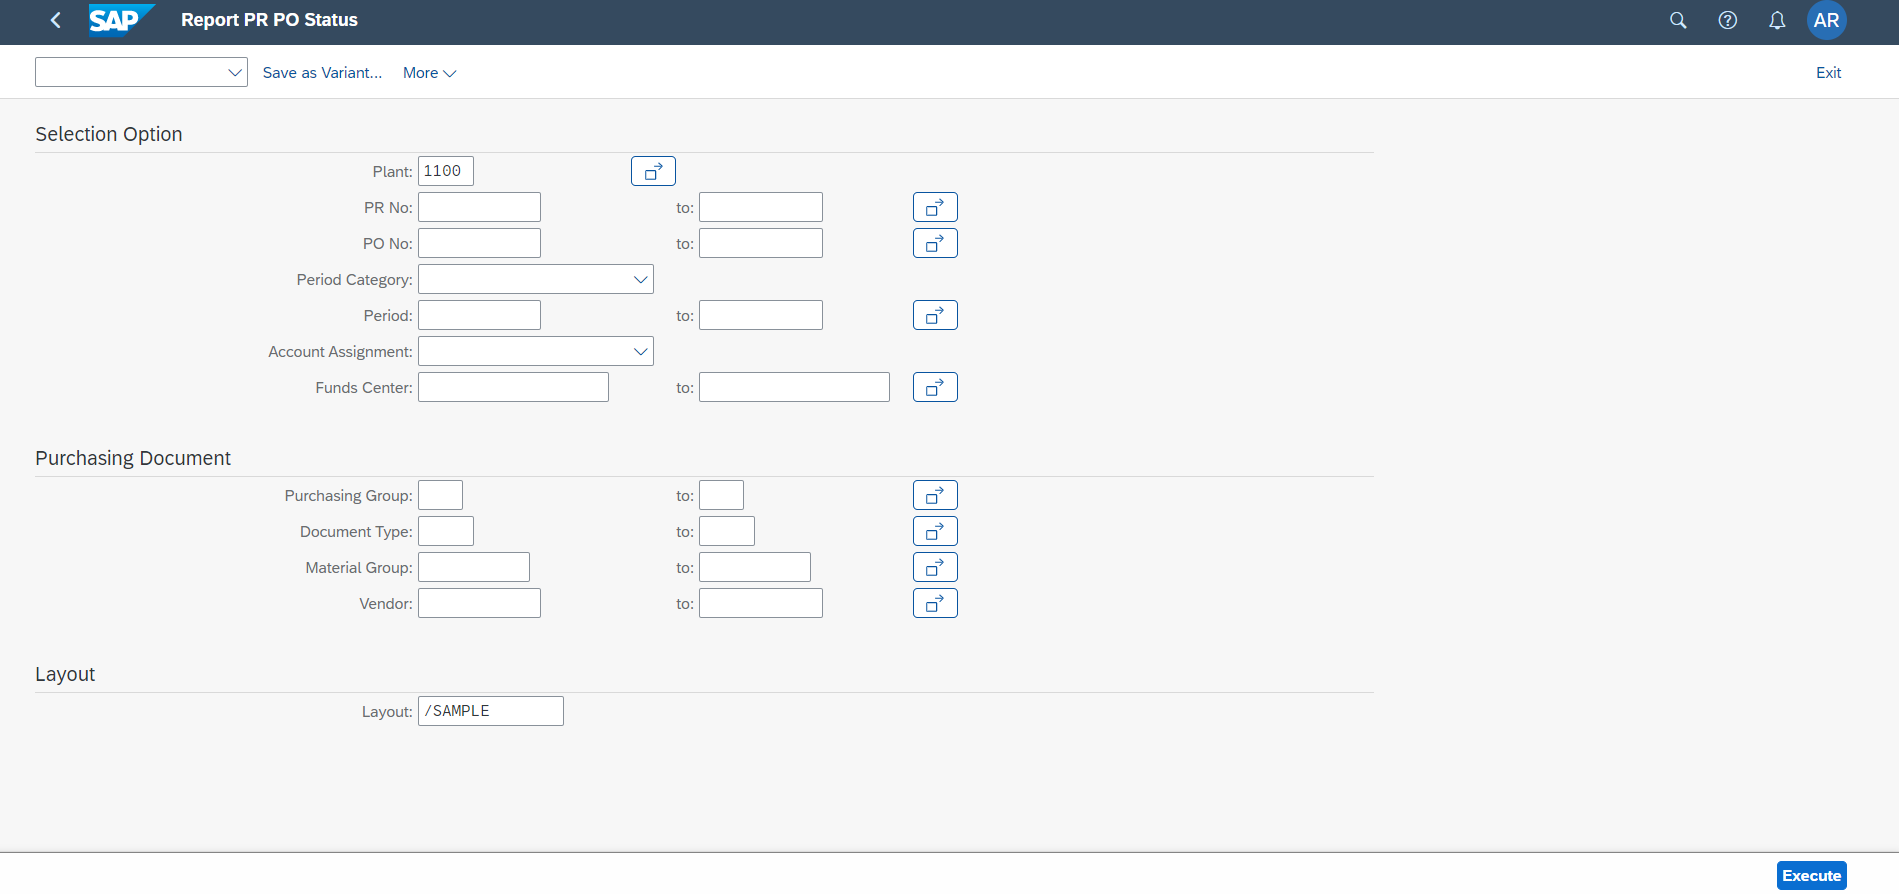 SAP Report PR PO Status AR
Save as Variant... More Exit
Selection Option
Plant: 1100
PR No: to:
PO No: to:
Period Category:
Period: to:
Account Assignment:
Funds Center: to:
Purchasing Document
Purchasing Group: to:
Document Type: to:
Material Group: to:
Vendor: to:
Layout
Layout: /SAMPLE
Execute